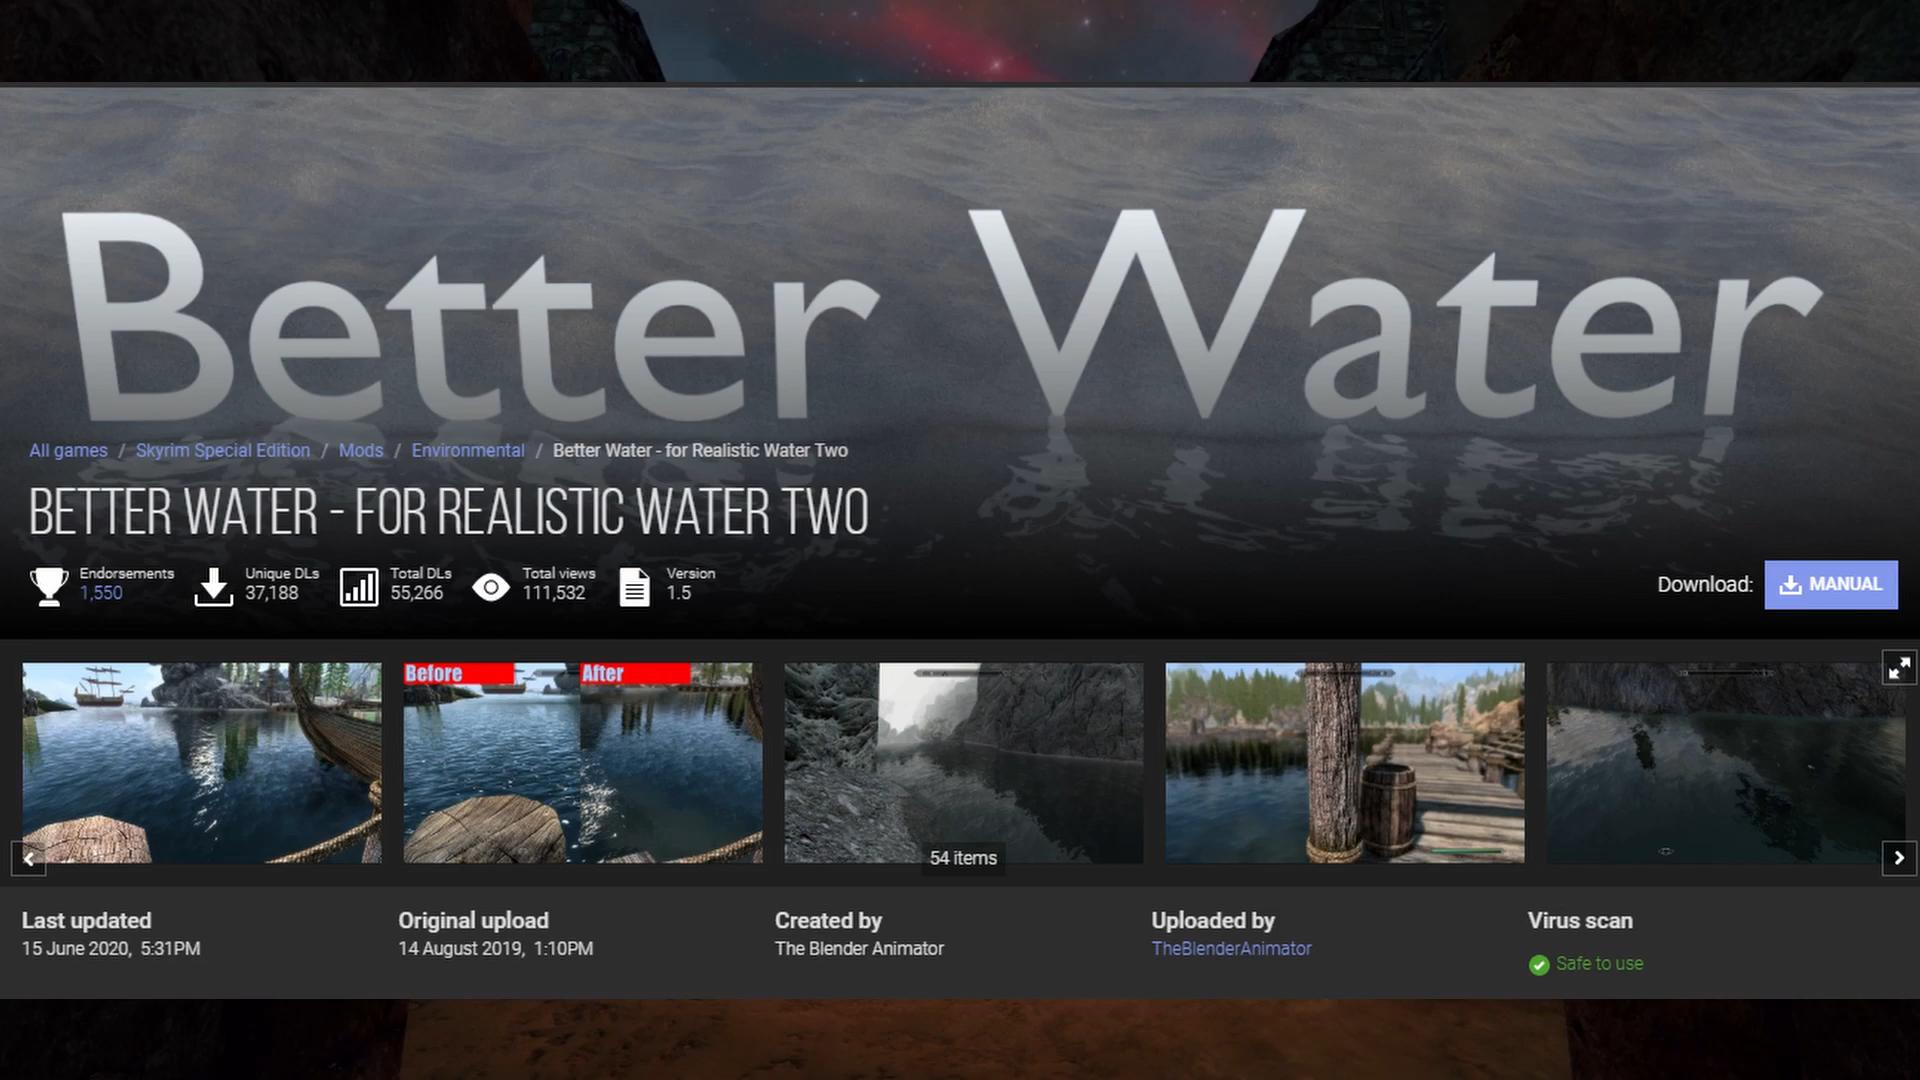 Better Water
All games / Skyrim Special Edition / Mods / Environmental / Better Water - for Realistic Water Two
BETTER WATER - FOR REALISTIC WATER TWO
Endorsements
1,550
Unique DLs
37,188
Total DLs
55,266
Total views
111,532
Version
1.5
Download:
MANUAL
Before
After
54 items
Last updated
15 June 2020, 5:31PM
Original upload
14 August 2019, 1:10PM
Created by
The Blender Animator
Uploaded by
TheBlenderAnimator
Virus scan
Safe to use